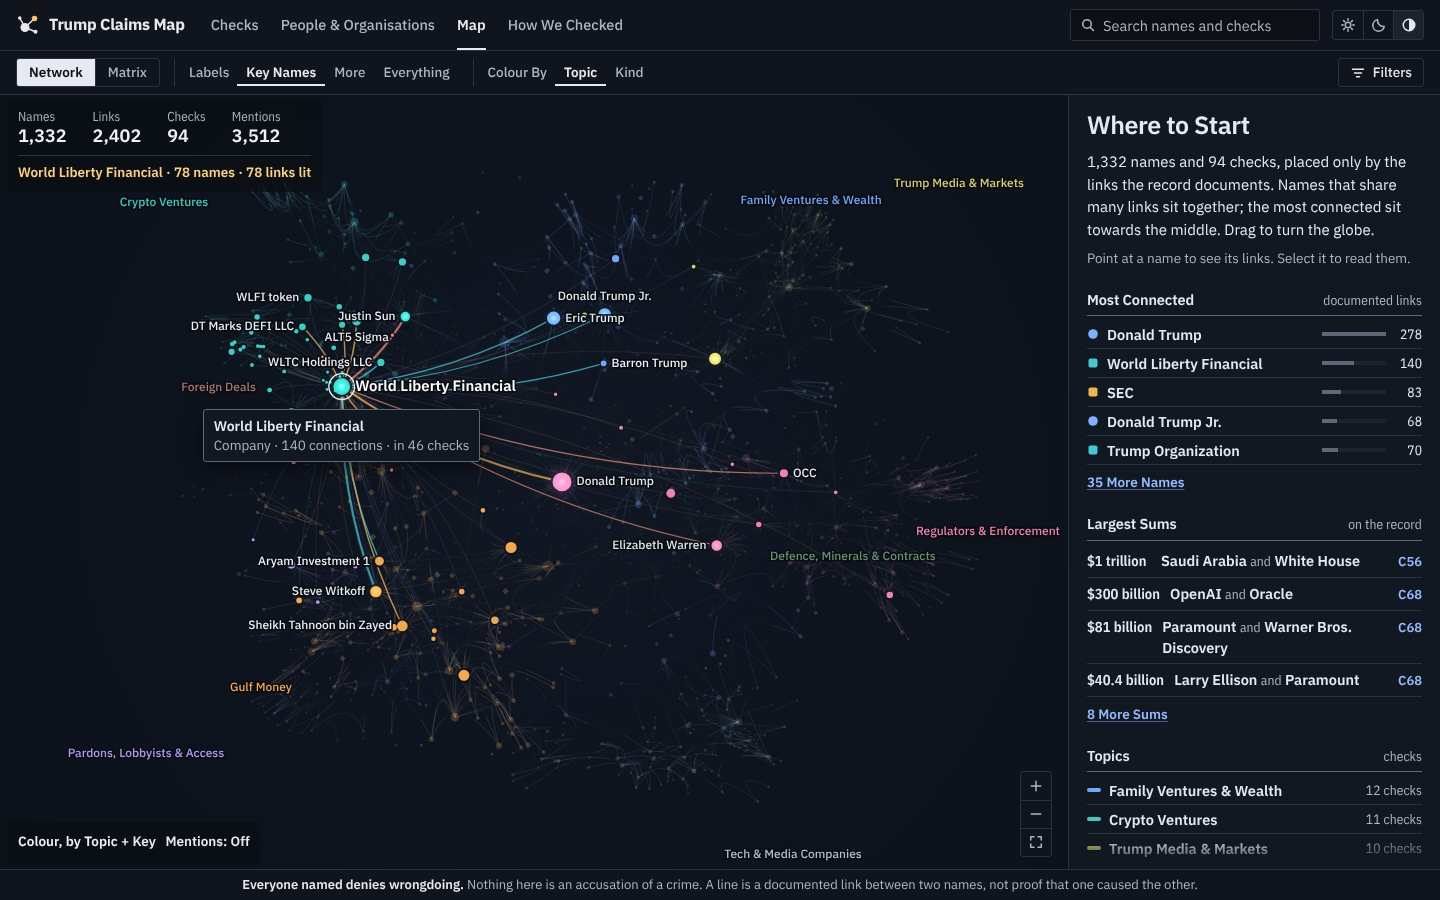 Trump Claims Map
Checks
People & Organisations
Map
How We Checked
Search names and checks
Network
Matrix
Labels
Key Names
More
Everything
Colour By
Topic
Kind
Filters
Names
Links
Checks
Mentions
1,332
2,402
94
3,512
World Liberty Financial · 78 names · 78 links lit
Crypto Ventures
Family Ventures & Wealth
Trump Media & Markets
WLFI token
Donald Trump Jr.
Justin Sun
Eric Trump
DT Marks DEFI LLC
ALT5 Sigma
WLTC Holdings LLC
Barron Trump
Foreign Deals
World Liberty Financial
World Liberty Financial
Company · 140 connections · in 46 checks
OCC
Donald Trump
Regulators & Enforcement
Elizabeth Warren
Defence, Minerals & Contracts
Aryam Investment 1
Steve Witkoff
Sheikh Tahnoon bin Zayed
Gulf Money
Pardons, Lobbyists & Access
Tech & Media Companies
Colour, by Topic + Key
Mentions: Off
Where to Start
1,332 names and 94 checks, placed only by the
links the record documents. Names that share
many links sit together; the most connected sit
towards the middle. Drag to turn the globe.
Point at a name to see its links. Select it to read them.
Most Connected
documented links
Donald Trump
278
World Liberty Financial
140
SEC
83
Donald Trump Jr.
68
Trump Organization
70
35 More Names
Largest Sums
on the record
$1 trillion
Saudi Arabia and White House
C56
$300 billion
OpenAI and Oracle
C68
$81 billion
Paramount and Warner Bros.
Discovery
C68
$40.4 billion
Larry Ellison and Paramount
C68
8 More Sums
Topics
checks
Family Ventures & Wealth
12 checks
Crypto Ventures
11 checks
Trump Media & Markets
10 checks
Everyone named denies wrongdoing. Nothing here is an accusation of a crime. A line is a documented link between two names, not proof that one caused the other.